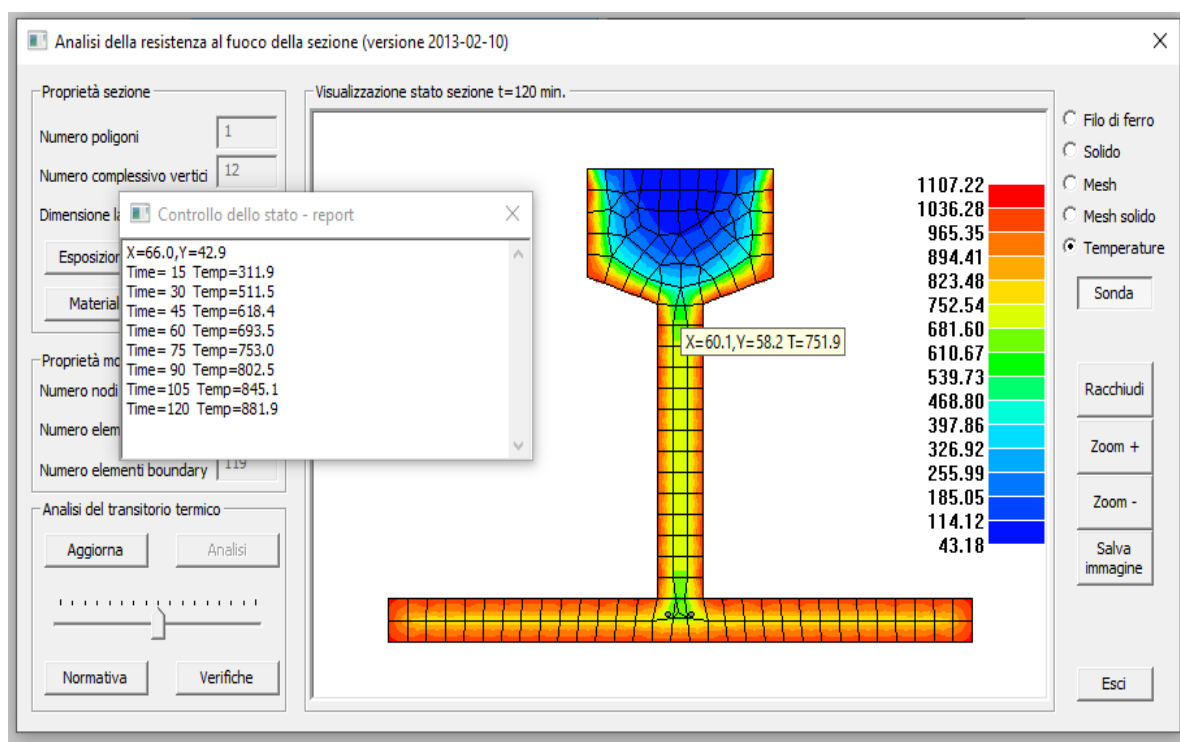 Analisi della resistenza al fuoco della sezione (versione 2013-02-10)
Proprietà sezione
Numero poligoni
1
Numero complessivo vertici
12
Dimensione
Esposizion
Material
Proprietà
Numero nodi
Numero elem
Numero elementi boundary
119
Analisi del transitorio termico
Aggiorna
Analisi
Normativa
Verifiche
Controllo dello stato - report
X=66.0,Y=42.9
Time= 15 Temp=311.9
Time= 30 Temp=511.5
Time= 45 Temp=618.4
Time= 60 Temp=693.5
Time= 75 Temp=753.0
Time= 90 Temp=802.5
Time=105 Temp=845.1
Time=120 Temp=881.9
Visualizzazione stato sezione t=120 min.
X=60.1,Y=58.2 T=751.9
1107.22
1036.28
965.35
894.41
823.48
752.54
681.60
610.67
539.73
468.80
397.86
326.92
255.99
185.05
114.12
43.18
Filo di ferro
Solido
Mesh
Mesh solido
Temperature
Sonda
Racchiudi
Zoom +
Zoom -
Salva
immagine
Esci